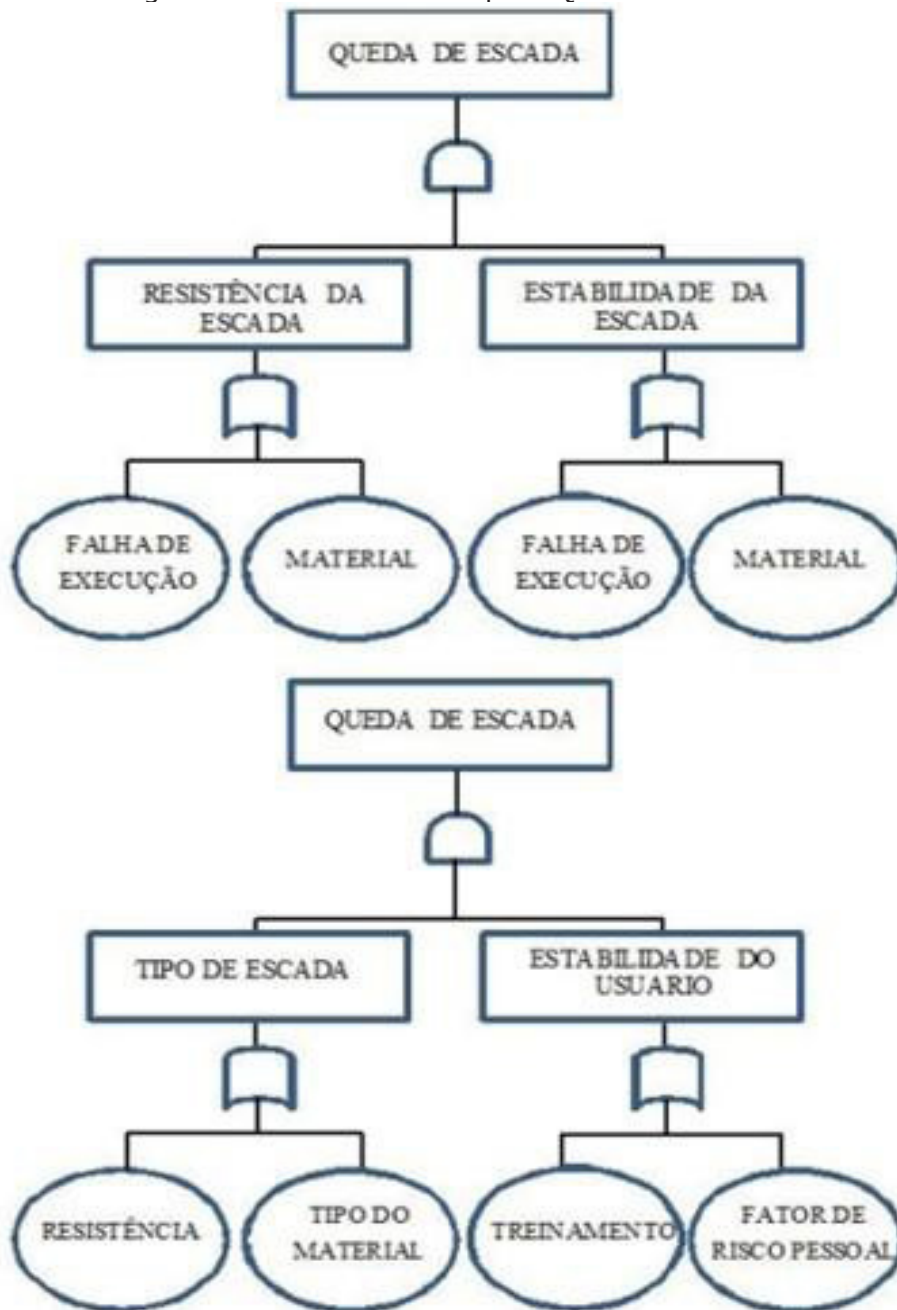 QUEDA DE ESCADA
RESISTÊNCIA DA
ESCADA
ESTABILIDADE DA
ESCADA
FALHA DE
EXECUÇÃO
MATERIAL
FALHA DE
EXECUÇÃO
MATERIAL
QUEDA DE ESCADA
TIPO DE ESCADA
ESTABILIDADE DO
USUARIO
RESISTÊNCIA
TIPO DO
MATERIAL
TREINAMENTO
FATOR DE
RISCO PESSOAL